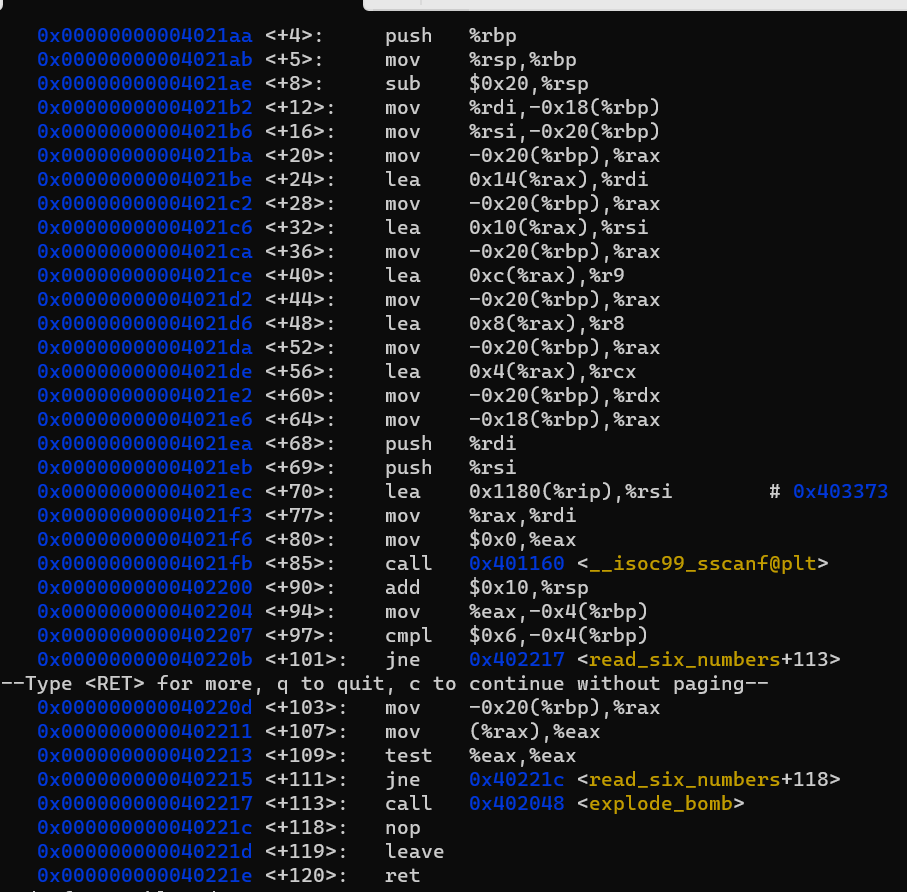 0x00000000004021aa <+4>: push %rbp
0x00000000004021ab <+5>: mov %rsp,%rbp
0x00000000004021ae <+8>: sub $0x20,%rsp
0x00000000004021b2 <+12>: mov %rdi,-0x18(%rbp)
0x00000000004021b6 <+16>: mov %rsi,-0x20(%rbp)
0x00000000004021ba <+20>: mov -0x20(%rbp),%rax
0x00000000004021be <+24>: lea 0x14(%rax),%rdi
0x00000000004021c2 <+28>: mov -0x20(%rbp),%rax
0x00000000004021c6 <+32>: lea 0x10(%rax),%rsi
0x00000000004021ca <+36>: mov -0x20(%rbp),%rax
0x00000000004021ce <+40>: lea 0xc(%rax),%r9
0x00000000004021d2 <+44>: mov -0x20(%rbp),%rax
0x00000000004021d6 <+48>: lea 0x8(%rax),%r8
0x00000000004021da <+52>: mov -0x20(%rbp),%rax
0x00000000004021de <+56>: lea 0x4(%rax),%rcx
0x00000000004021e2 <+60>: mov -0x20(%rbp),%rdx
0x00000000004021e6 <+64>: mov -0x18(%rbp),%rax
0x00000000004021ea <+68>: push %rdi
0x00000000004021eb <+69>: push %rsi
0x00000000004021ec <+70>: lea 0x1180(%rip),%rsi # 0x403373
0x00000000004021f3 <+77>: mov %rax,%rdi
0x00000000004021f6 <+80>: mov $0x0,%eax
0x00000000004021fb <+85>: call 0x401160 <__isoc99_sscanf@plt>
0x0000000000402200 <+90>: add $0x10,%rsp
0x0000000000402204 <+94>: mov %eax,-0x4(%rbp)
0x0000000000402207 <+97>: cmpl $0x6,-0x4(%rbp)
0x000000000040220b <+101>: jne 0x402217 <read_six_numbers+113>
--Type <RET> for more, q to quit, c to continue without paging--
0x000000000040220d <+103>: mov -0x20(%rbp),%rax
0x0000000000402211 <+107>: mov (%rax),%eax
0x0000000000402213 <+109>: test %eax,%eax
0x0000000000402215 <+111>: jne 0x40221c <read_six_numbers+118>
0x0000000000402217 <+113>: call 0x402048 <explode_bomb>
0x000000000040221c <+118>: nop
0x000000000040221d <+119>: leave
0x000000000040221e <+120>: ret